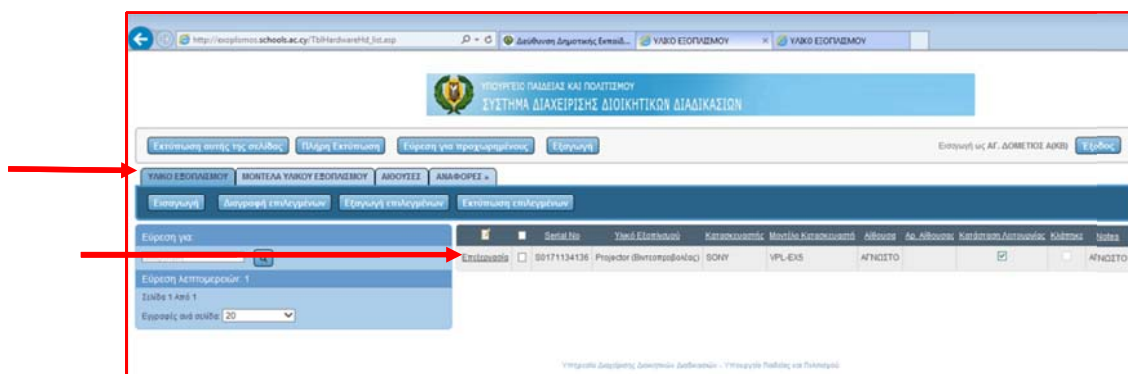 http://exoplismos.schools.ac.cy/TblHardwareHd_list.asp
Διεύθυνση Δημοτικής Εκπαίδ...
ΥΛΙΚΟ ΕΞΟΠΛΙΣΜΟΥ
ΥΛΙΚΟ ΕΞΟΠΛΙΣΜΟΥ
ΥΠΟΥΡΓΕΙΟ ΠΑΙΔΕΙΑΣ ΚΑΙ ΠΟΛΙΤΙΣΜΟΥ
ΣΥΣΤΗΜΑ ΔΙΑΧΕΙΡΙΣΗΣ ΔΙΟΙΚΗΤΙΚΩΝ ΔΙΑΔΙΚΑΣΙΩΝ
Εκτύπωση αυτής της σελίδας Πλήρη Εκτύπωση Εύρεση για προχωρημένους Εξαγωγή Εισαγωγή ως ΑΓ. ΔΟΜΕΤΙΟΣ Α(ΚΒ) Έξοδος
ΥΛΙΚΟ ΕΞΟΠΛΙΣΜΟΥ ΜΟΝΤΕΛΑ ΥΛΙΚΟΥ ΕΞΟΠΛΙΣΜΟΥ ΑΙΘΟΥΣΕΣ ΑΝΑΦΟΡΕΣ »
Εισαγωγή Διαγραφή επιλεγμένων Εξαγωγή επιλεγμένων Εκτύπωση επιλεγμένων
Εύρεση για:
Εύρεση λεπτομερειών: 1
Σελίδα 1 Από 1
Εγγραφές ανά σελίδα: 20
Serial No Υλικό Εξοπλισμού Κατασκευαστής Μοντέλο Κατασκευαστή Αίθουσα Αρ. Αίθουσας Κατάσταση Λειτουργίας Κλάπηκε Notes
Επεξεργασία S0171134136 Projector (Βιντεοπροβολέας) SONY VPL-EX5 ΑΓΝΩΣΤΟ ΑΓΝΩΣΤΟ
Υπηρεσία Διαχείρισης Διοικητικών Διαδικασιών - Υπουργείο Παιδείας και Πολιτισμού